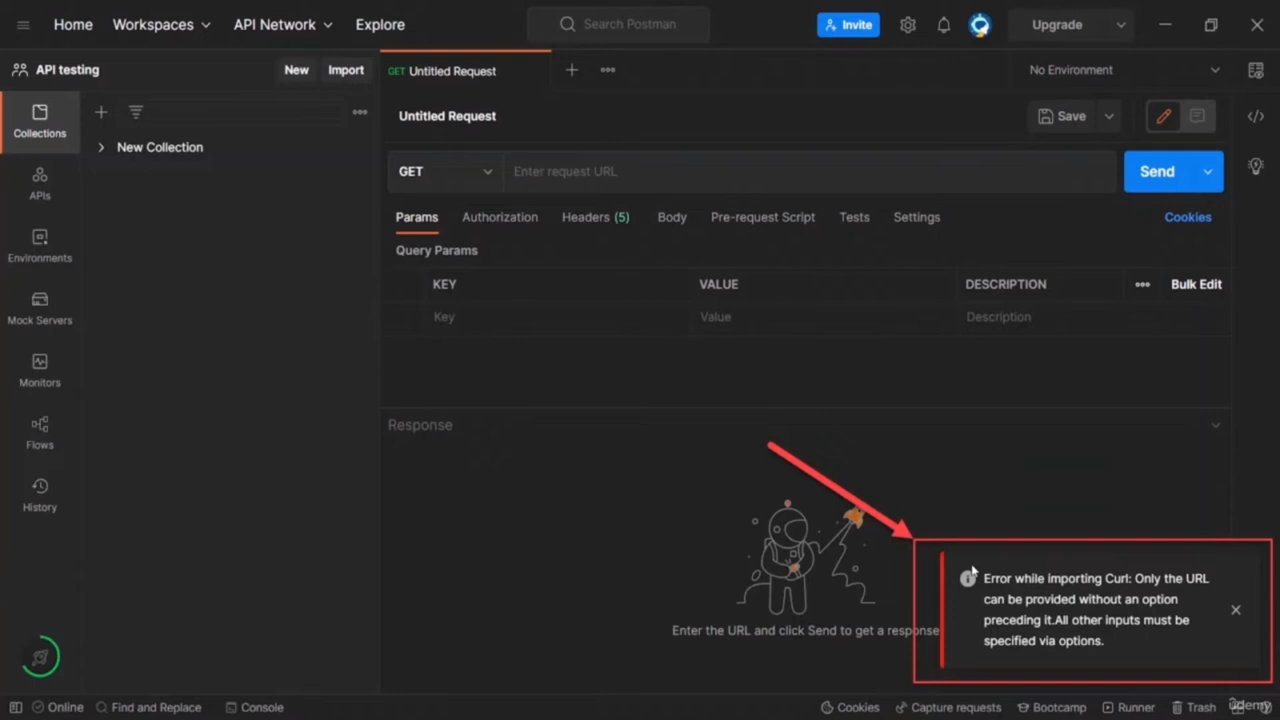 Home Workspaces API Network Explore Search Postman Invite Upgrade
API testing New Import GET Untitled Request No Environment
Collections
New Collection
APIs
Environments
Mock Servers
Monitors
Flows
History
Untitled Request Save
GET Enter request URL Send
Params Authorization Headers (5) Body Pre-request Script Tests Settings Cookies
Query Params
KEY VALUE DESCRIPTION Bulk Edit
Key Value Description
Response
Enter the URL and click Send to get a response
Error while importing Curl: Only the URL
can be provided without an option
preceding it.All other inputs must be
specified via options.
Online Find and Replace Console Cookies Capture requests Bootcamp Runner Trash
ûdemy